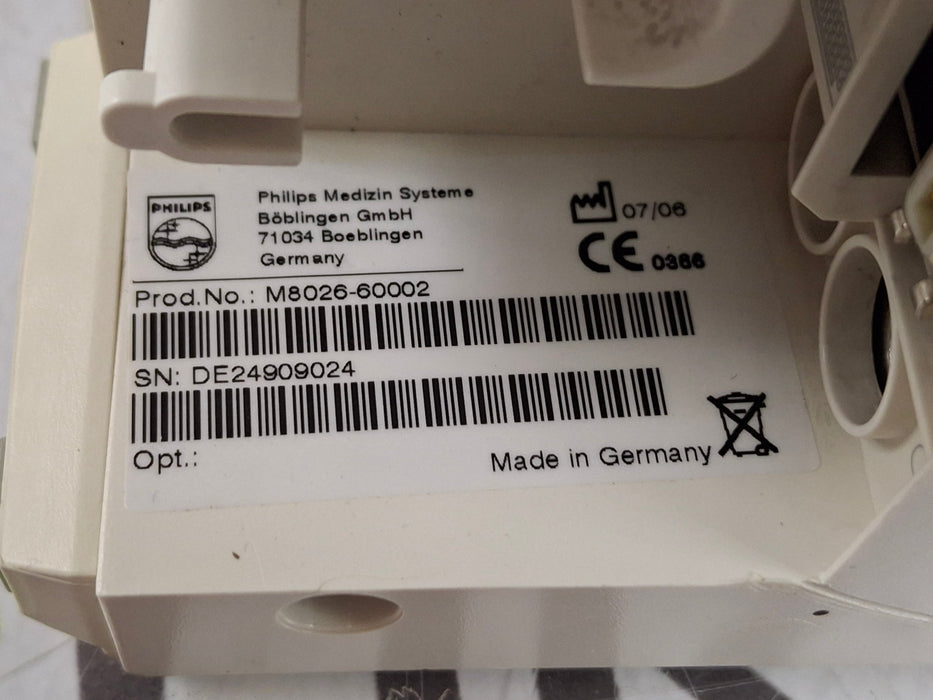 PHILIPS
Philips Medizin Systeme
Böblingen GmbH
71034 Boeblingen
Germany
07/06
CE 0366
Prod.No.: M8026-60002
SN: DE24909024
Opt.:
Made in Germany